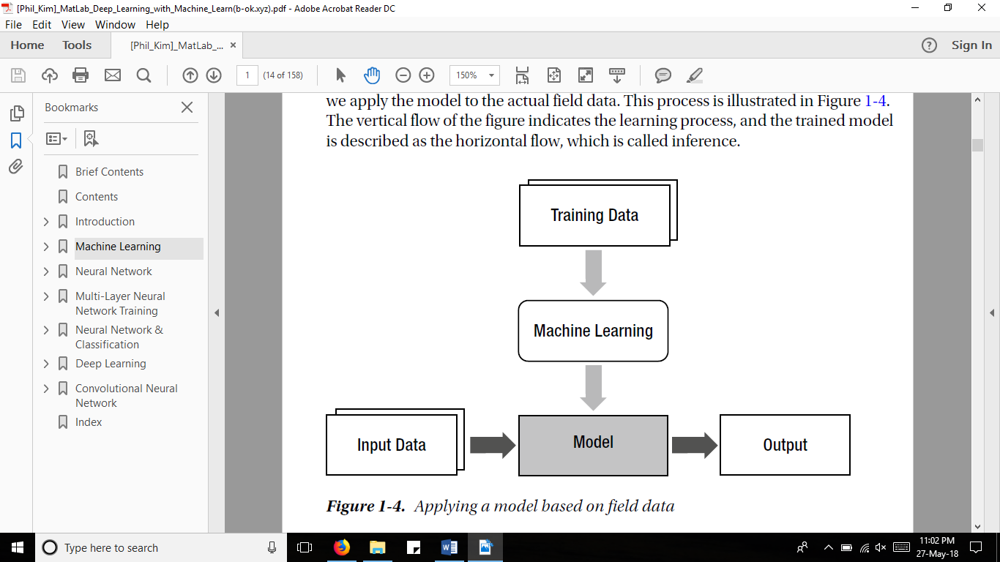 [Phil_Kim]_MatLab_Deep_Learning_with_Machine_Learn(b-ok.xyz).pdf - Adobe Acrobat Reader DC
File Edit View Window Help
Home Tools [Phil_Kim]_MatLab_... × ? Sign In
1 (14 of 158) 150%
Bookmarks
Brief Contents
Contents
Introduction
Machine Learning
Neural Network
Multi-Layer Neural
Network Training
Neural Network &
Classification
Deep Learning
Convolutional Neural
Network
Index
we apply the model to the actual field data. This process is illustrated in Figure 1-4.
The vertical flow of the figure indicates the learning process, and the trained model
is described as the horizontal flow, which is called inference.
Training Data
Machine Learning
Input Data Model Output
Figure 1-4. Applying a model based on field data
Type here to search
11:02 PM
27-May-18